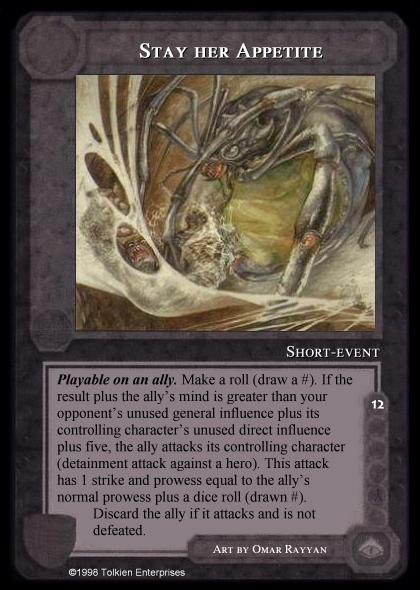 Stay her Appetite
Short-event
Playable on an ally. Make a roll (draw a #). If the
result plus the ally's mind is greater than your
opponent's unused general influence plus its
controlling character's unused direct influence
plus five, the ally attacks its controlling character
(detainment attack against a hero). This attack
has 1 strike and prowess equal to the ally's
normal prowess plus a dice roll (drawn #).
Discard the ally if it attacks and is not
defeated.
12
Art by Omar Rayyan
©1998 Tolkien Enterprises